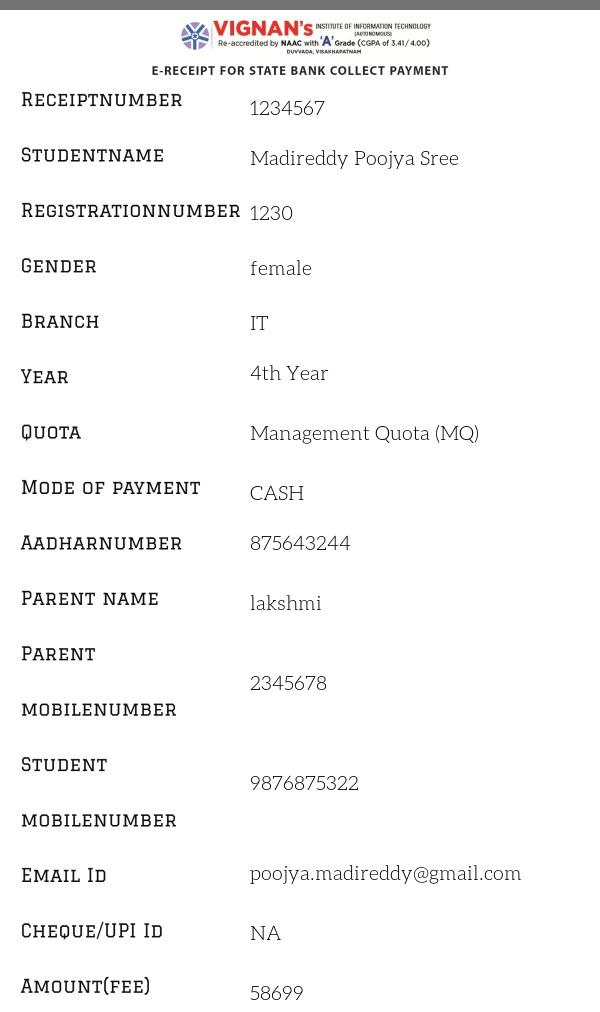 VIGNAN's INSTITUTE OF INFORMATION TECHNOLOGY
(AUTONOMOUS)
Re-accredited by NAAC with 'A' Grade (CGPA of 3.41/4.00)
DUVVADA, VISAKHAPATNAM
E-RECEIPT FOR STATE BANK COLLECT PAYMENT
RECEIPTNUMBER 1234567
STUDENTNAME Madireddy Poojya Sree
REGISTRATIONNUMBER 1230
GENDER female
BRANCH IT
YEAR 4th Year
QUOTA Management Quota (MQ)
MODE OF PAYMENT CASH
AADHARNUMBER 875643244
PARENT NAME lakshmi
PARENT
2345678
MOBILENUMBER
STUDENT
9876875322
MOBILENUMBER
EMAIL ID poojya.madireddy@gmail.com
CHEQUE/UPI ID NA
AMOUNT(FEE) 58699